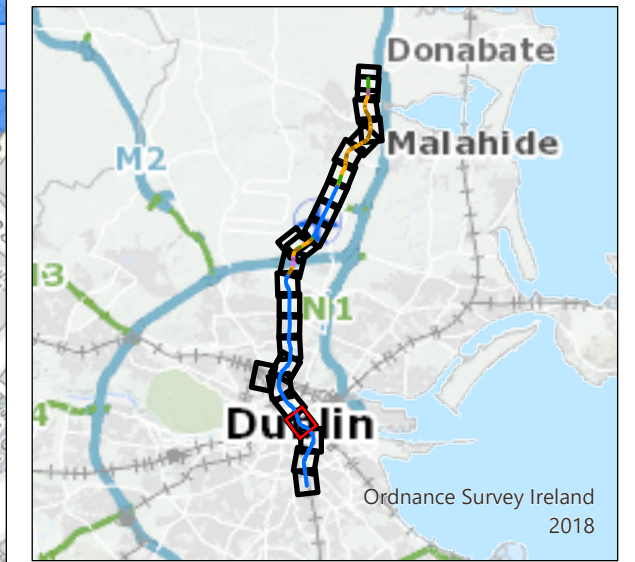 Donabate
Malahide
M2
N1
Dublin
Ordnance Survey Ireland
2018